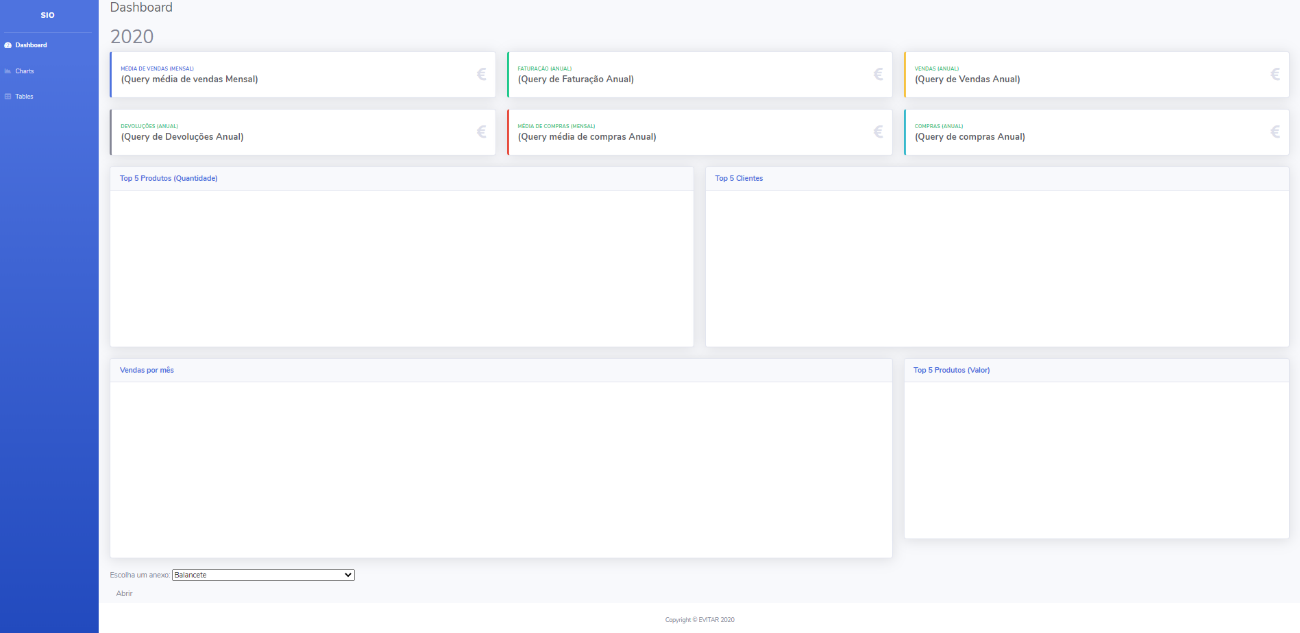 SIO
Dashboard
Charts
Tables
Dashboard
2020
MÉDIA DE VENDAS (MENSAL)
(Query média de vendas Mensal)
€
FATURAÇÃO (ANUAL)
(Query de Faturação Anual)
€
VENDAS (ANUAL)
(Query de Vendas Anual)
€
DEVOLUÇÕES (ANUAL)
(Query de Devoluções Anual)
€
MÉDIA DE COMPRAS (MENSAL)
(Query média de compras Anual)
€
COMPRAS (ANUAL)
(Query de compras Anual)
€
Top 5 Produtos (Quantidade)
Top 5 Clientes
Vendas por mês
Top 5 Produtos (Valor)
Escolha um anexo: Balancete
Abrir
Copyright © EVITAR 2020